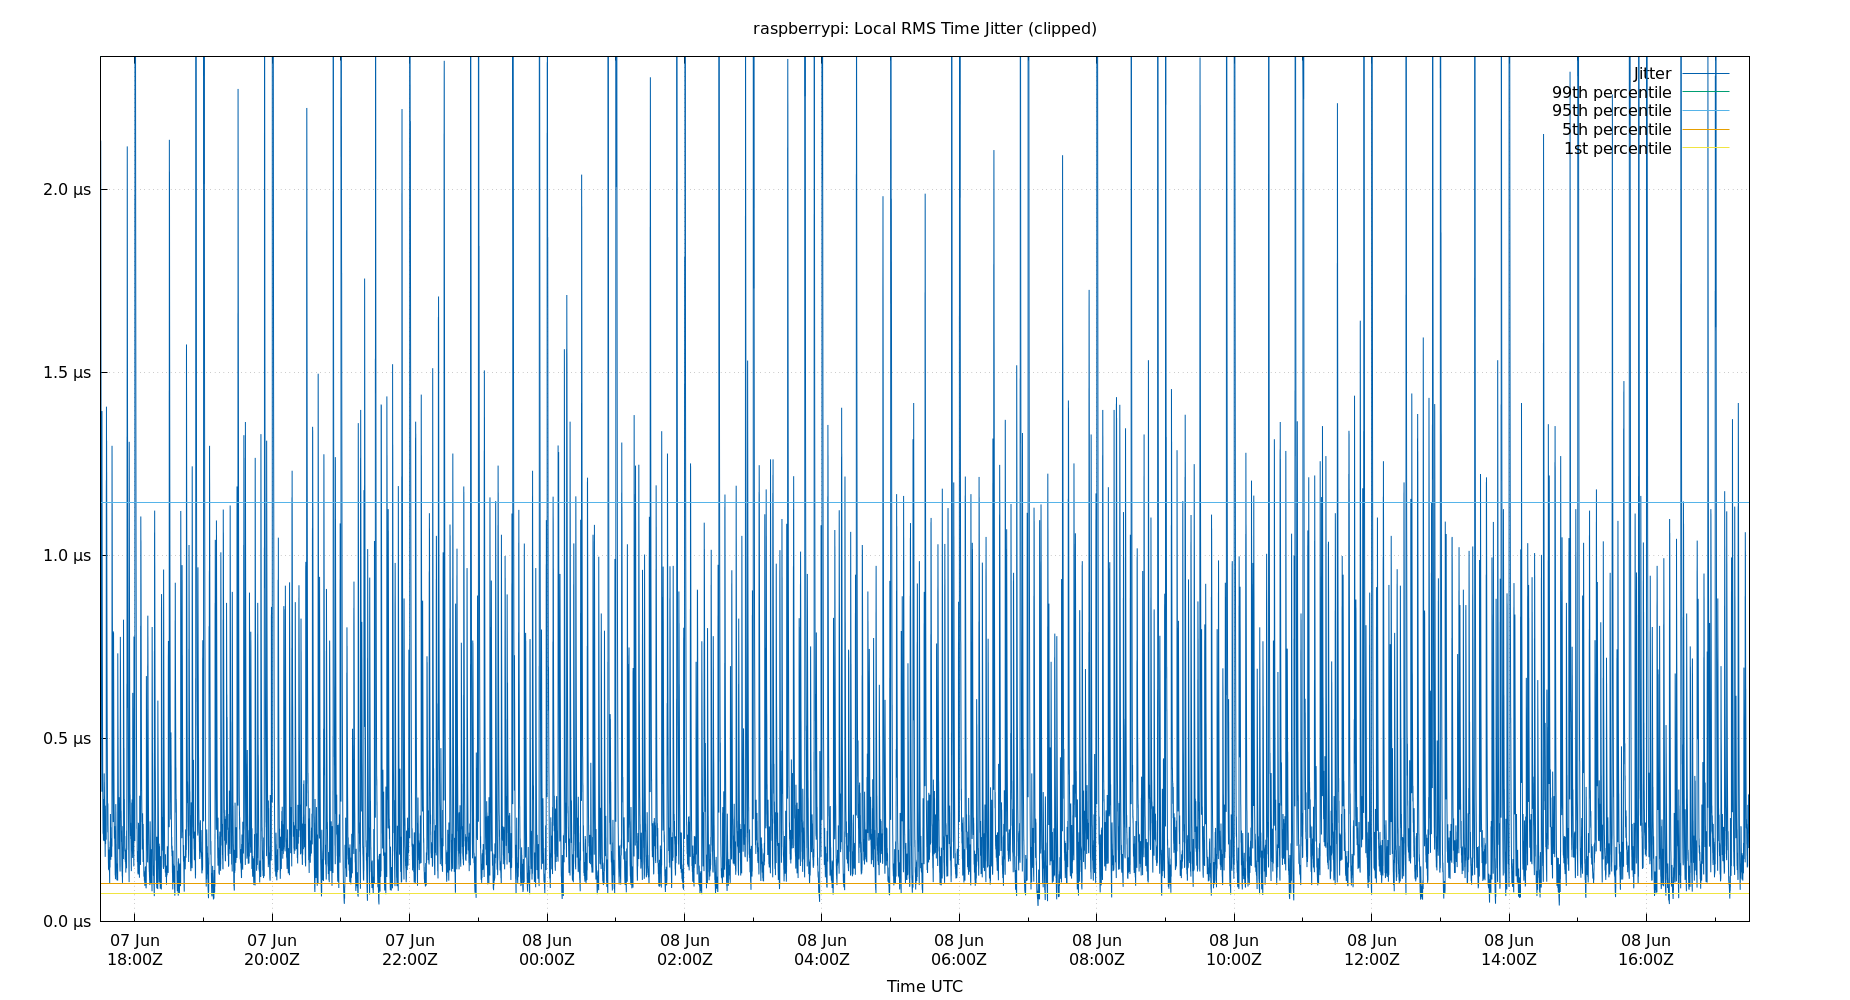 raspberrypi: Local RMS Time Jitter (clipped)
Jitter
99th percentile
95th percentile
5th percentile
1st percentile
2.0 µs
1.5 µs
1.0 µs
0.5 µs
0.0 µs
07 Jun 07 Jun 07 Jun 08 Jun 08 Jun 08 Jun 08 Jun 08 Jun 08 Jun 08 Jun 08 Jun 08 Jun
18:00Z 20:00Z 22:00Z 00:00Z 02:00Z 04:00Z 06:00Z 08:00Z 10:00Z 12:00Z 14:00Z 16:00Z
Time UTC